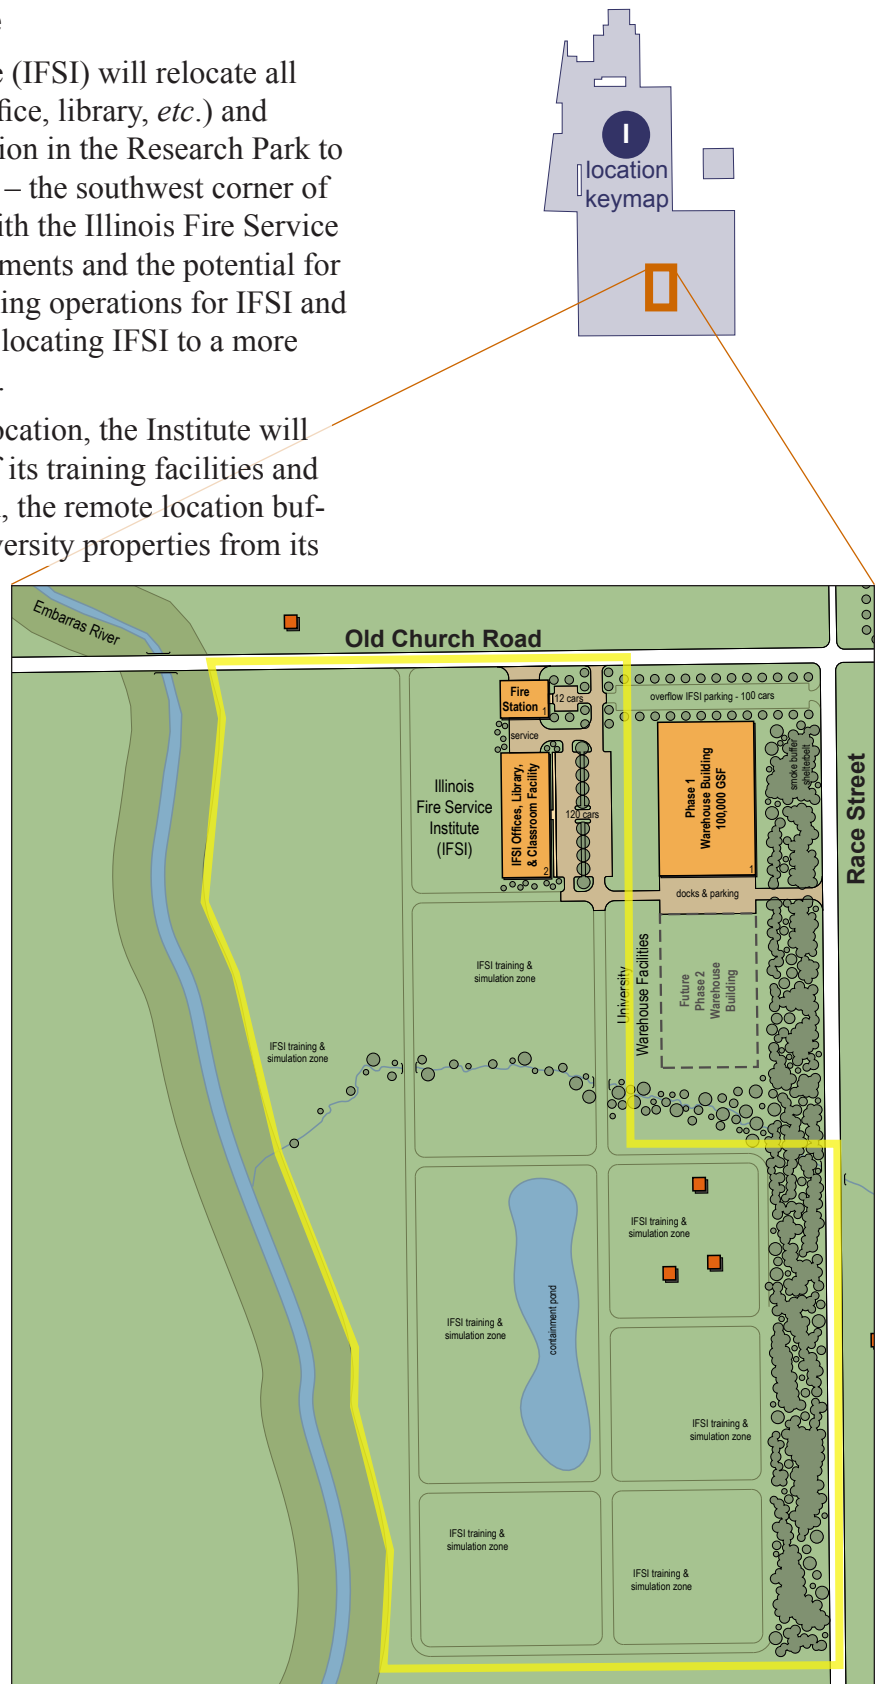 e (IFSI) will relocate all
fice, library, etc.) and
ion in the Research Park to
– the southwest corner of
ith the Illinois Fire Service
ments and the potential for
ing operations for IFSI and
locating IFSI to a more
ocation, the Institute will
f its training facilities and
, the remote location buf-
versity properties from its
I
location
keymap
Embarras River
Old Church Road
Fire
Station
1
12 cars
overflow IFSI parking - 100 cars
service
smoke buffer
shelterbelt
Illinois
Fire Service
Institute
(IFSI)
IFSI Offices, Library,
& Classroom Facility
2
120 cars
Phase 1
Warehouse Building
100,000 GSF
1
Race Street
docks & parking
IFSI training &
simulation zone
University
Warehouse Facilities
Future
Phase 2
Warehouse
Building
IFSI training &
simulation zone
IFSI training &
simulation zone
IFSI training &
simulation zone
containment pond
IFSI training &
simulation zone
IFSI training &
simulation zone
IFSI training &
simulation zone